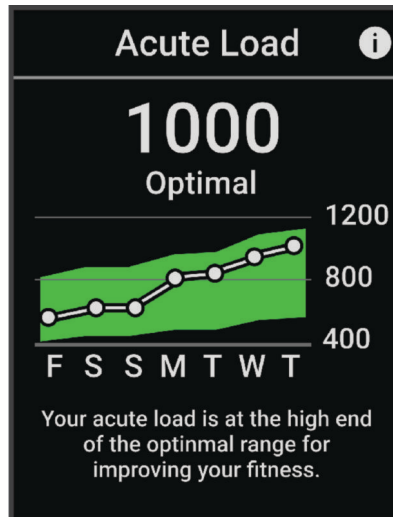 Acute Load i
1000
Optimal
1200
800
400
F S S M T W T
Your acute load is at the high end
of the optinmal range for
improving your fitness.